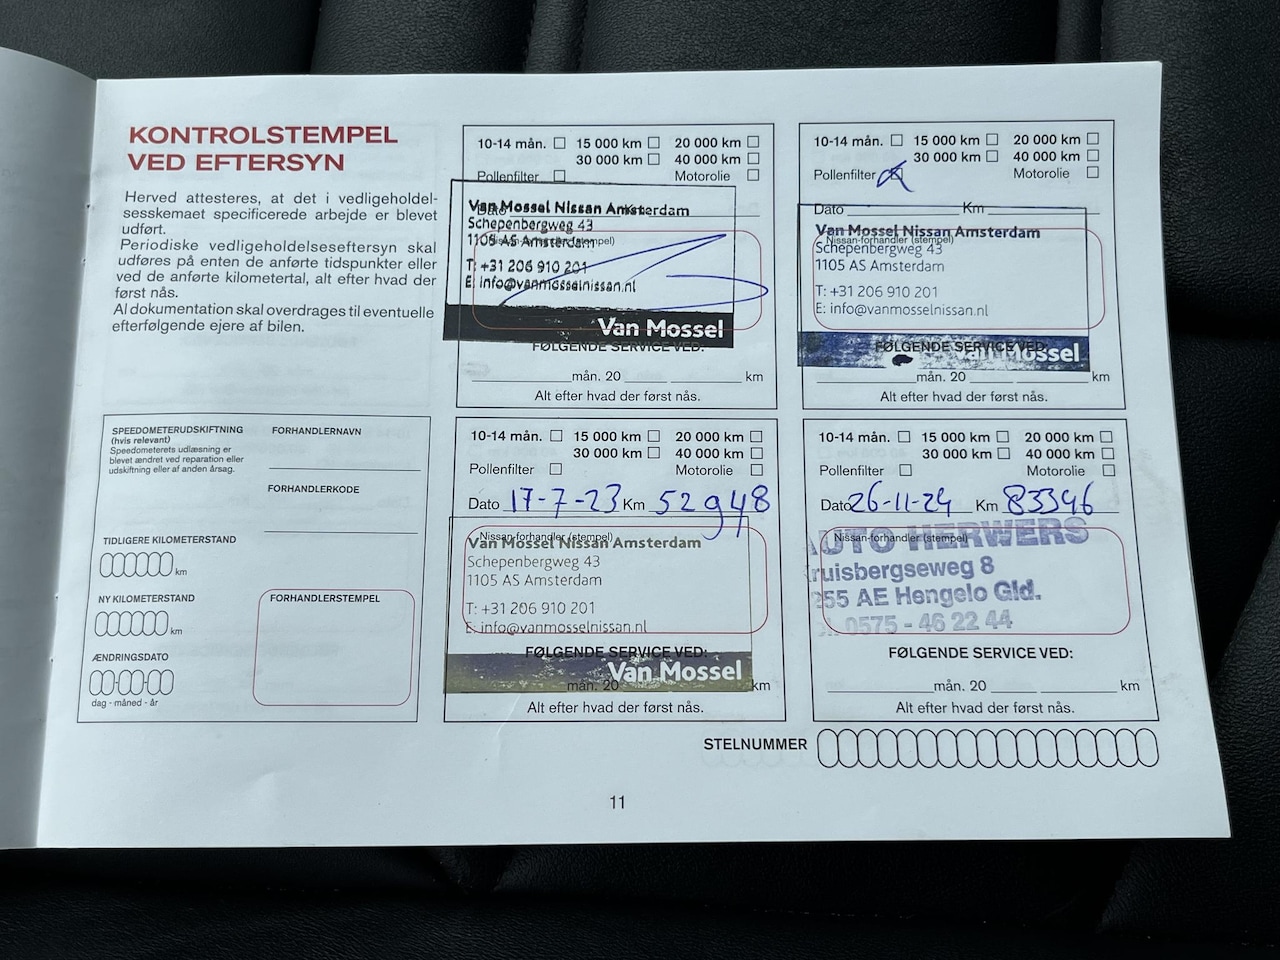 KONTROLSTEMPEL
VED EFTERSYN
Herved attesteres, at det i vedligeholdel-
sesskemaet specificerede arbejde er blevet
udført.
Periodiske vedligeholdelseseftersyn skal
udføres på enten de anførte tidspunkter eller
ved de anførte kilometertal, alt efter hvad der
først nås.
Al dokumentation skal overdrages til eventuelle
efterfølgende ejere af bilen.
10-14 mån. 15 000 km 20 000 km
30 000 km 40 000 km
Pollenfilter Motorolie
Dato Km
Van Mossel Nissan Amsterdam
Schepenbergweg 43
Nissan-forhandler (stempel)
1105 AS Amsterdam
T: +31 206 910 201
E: info@vanmosselnissan.nl
Van Mossel
FØLGENDE SERVICE VED:
mån. 20 km
Alt efter hvad der først nås.
10-14 mån. 15 000 km 20 000 km
30 000 km 40 000 km
Pollenfilter Motorolie
Dato Km
Van Mossel Nissan Amsterdam
Nissan-forhandler (stempel)
Schepenbergweg 43
1105 AS Amsterdam
T: +31 206 910 201
E: info@vanmosselnissan.nl
FØLGENDE SERVICE VED:
Van Mossel
mån. 20 km
Alt efter hvad der først nås.
SPEEDOMETERUDSKIFTNING
(hvis relevant)
Speedometerets udlæsning er
blevet ændret ved reparation eller
udskiftning eller af anden årsag.
FORHANDLERNAVN
FORHANDLERKODE
TIDLIGERE KILOMETERSTAND
km
NY KILOMETERSTAND
km
ÆNDRINGSDATO
dag - måned - år
FORHANDLERSTEMPEL
10-14 mån. 15 000 km 20 000 km
30 000 km 40 000 km
Pollenfilter Motorolie
Dato 17-7-23 Km 52948
Nissan-forhandler (stempel)
Van Mossel Nissan Amsterdam
Schepenbergweg 43
1105 AS Amsterdam
T: +31 206 910 201
E: info@vanmosselnissan.nl
FØLGENDE SERVICE VED:
Van Mossel
mån. 20 km
Alt efter hvad der først nås.
10-14 mån. 15 000 km 20 000 km
30 000 km 40 000 km
Pollenfilter Motorolie
Dato 26-11-24 Km 83346
Nissan-forhandler (stempel)
AUTO HERWERS
ruisbergseweg 8
255 AE Hengelo Gld.
0575 - 46 22 44
FØLGENDE SERVICE VED:
mån. 20 km
Alt efter hvad der først nås.
STELNUMMER
11